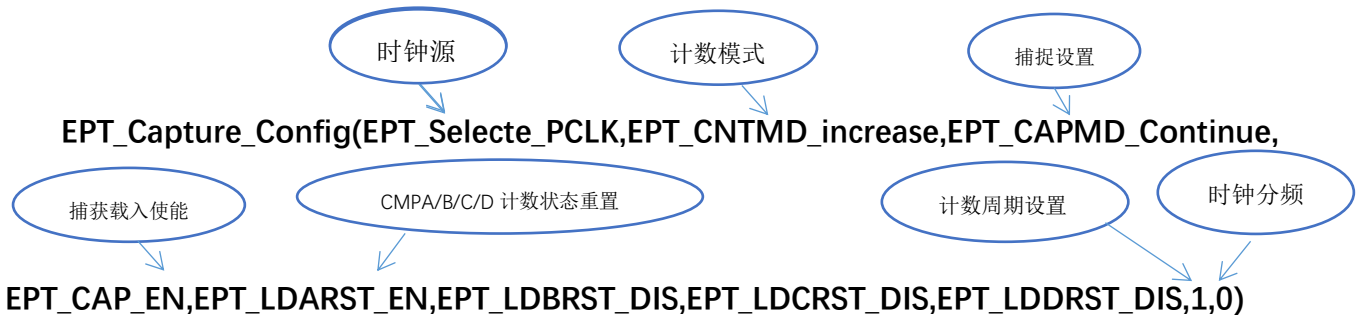 时钟源
计数模式
捕捉设置
EPT_Capture_Config(EPT_Selecte_PCLK,EPT_CNTMD_increase,EPT_CAPMD_Continue,
捕获载入使能
CMPA/B/C/D 计数状态重置
计数周期设置
时钟分频
EPT_CAP_EN,EPT_LDARST_EN,EPT_LDBRST_DIS,EPT_LDCRST_DIS,EPT_LDDRST_DIS,1,0)